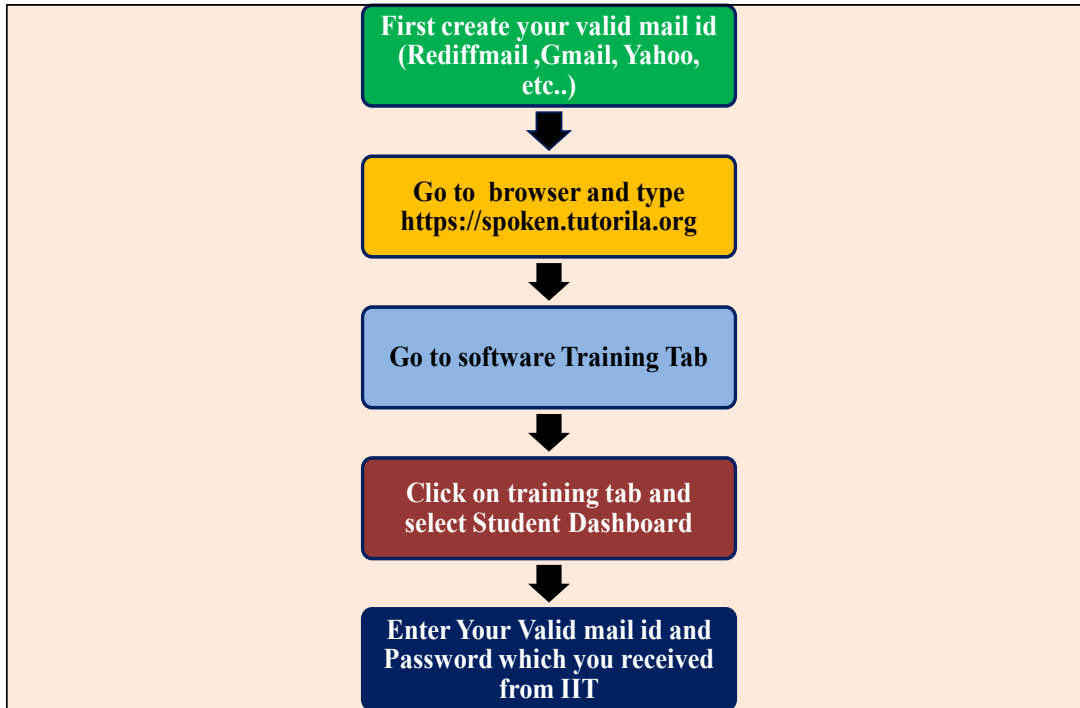 First create your valid mail id
(Rediffmail ,Gmail, Yahoo,
etc..)
Go to browser and type
https://spoken.tutorila.org
Go to software Training Tab
Click on training tab and
select Student Dashboard
Enter Your Valid mail id and
Password which you received
from IIT